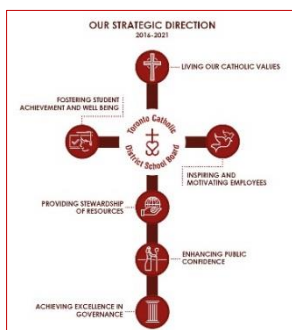 OUR STRATEGIC DIRECTION
2016-2021
LIVING OUR CATHOLIC VALUES
FOSTERING STUDENT
ACHIEVEMENT AND WELL BEING
Toronto Catholic
District School Board
INSPIRING AND
MOTIVATING EMPLOYEES
PROVIDING STEWARDSHIP
OF RESOURCES
ENHANCING PUBLIC
CONFIDENCE
ACHIEVING EXCELLENCE IN
GOVERNANCE